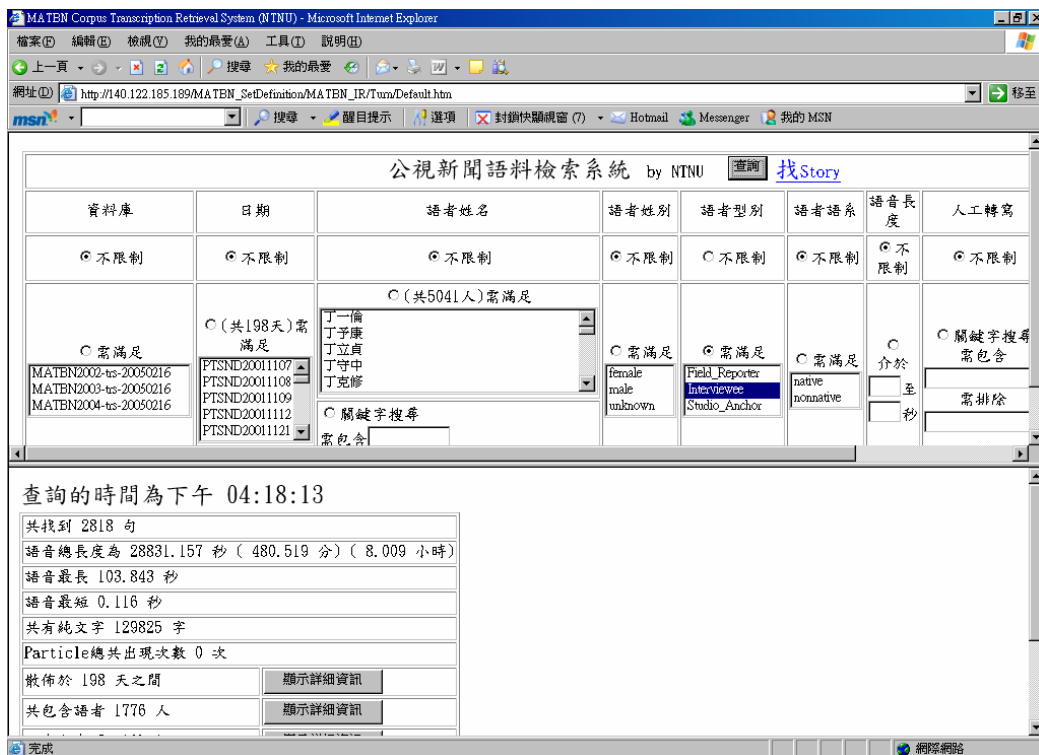 MATBN Corpus Transcription Retrieval System (NTNU) - Microsoft Internet Explorer
檔案(F) 編輯(E) 檢視(V) 我的最愛(A) 工具(T) 說明(H)
上一頁 搜尋 我的最愛
網址(D) http://140.122.185.189/MATBN_SetDefinition/MATBN_IR/Turn/Default.htm 移至
msn 搜尋 醒目提示 選項 封鎖快顯視窗 (7) Hotmail Messenger 我的 MSN
公視新聞語料檢索系統 by NTNU 查詢 找Story
資料庫 日期 語者姓名 語者性別 語者型別 語者語系 語音長度 人工轉寫
不限制 不限制 不限制 不限制 不限制 不限制 不限制 不限制
需滿足
MATBN2002-trs-20050216
MATBN2003-trs-20050216
MATBN2004-trs-20050216
(共198天)需滿足
PTSND20011107
PTSND20011108
PTSND20011109
PTSND20011112
PTSND20011121
(共5041人)需滿足
丁一倫
丁予康
丁立貞
丁守中
丁克修
關鍵字搜尋
需包含
需滿足
female
male
unknown
需滿足
Field_Reporter
Interviewee
Studio_Anchor
需滿足
native
nonnative
介於
至
秒
關鍵字搜尋
需包含
需排除
查詢的時間為下午 04:18:13
共找到 2818 句
語音總長度為 28831.157 秒 ( 480.519 分) ( 8.009 小時)
語音最長 103.843 秒
語音最短 0.116 秒
共有純文字 129825 字
Particle總共出現次數 0 次
散佈於 198 天之間 顯示詳細資訊
共包含語者 1776 人 顯示詳細資訊
完成 網際網路